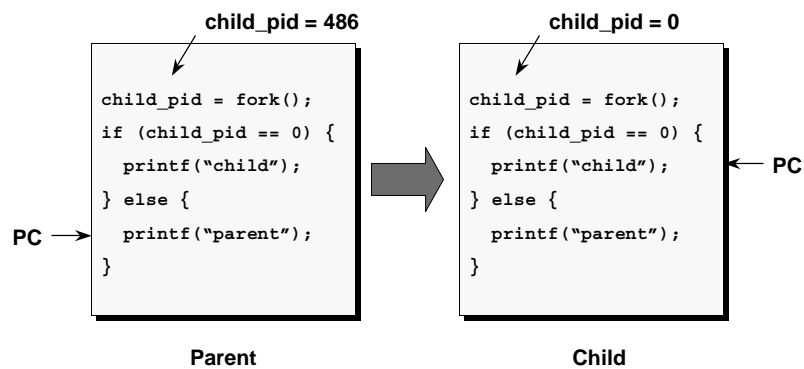 child_pid = 486
child_pid = fork();
if (child_pid == 0) {
printf(“child”);
} else {
PC
printf(“parent”);
}
Parent
child_pid = 0
child_pid = fork();
if (child_pid == 0) {
printf(“child”);
PC
} else {
printf(“parent”);
}
Child